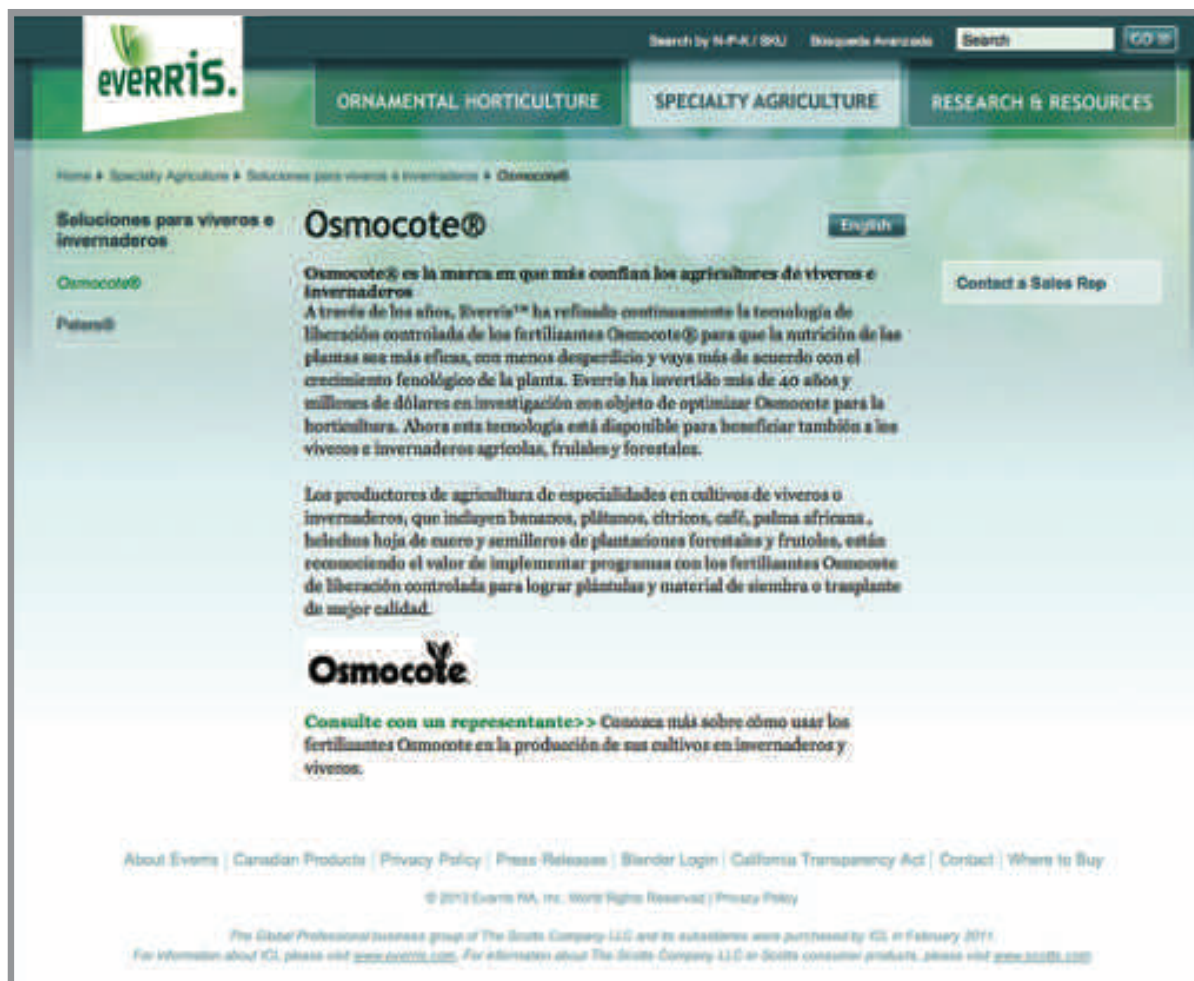 everris.
Search by N-P-K / SKU Búsqueda Avanzada Search GO
ORNAMENTAL HORTICULTURE SPECIALTY AGRICULTURE RESEARCH & RESOURCES
Home Specialty Agriculture Soluciones para viveros e invernaderos Osmocote®
Soluciones para viveros e
invernaderos
Osmocote®
Peters®
Osmocote®
English
Contact a Sales Rep
Osmocote® es la marca en que más confían los agricultores de viveros e
invernaderos
A través de los años, Everris™ ha refinado continuamente la tecnología de
liberación controlada de los fertilizantes Osmocote® para que la nutrición de las
plantas sea más eficaz, con menos desperdicio y vaya más de acuerdo con el
crecimiento fenológico de la planta. Everris ha invertido más de 40 años y
millones de dólares en investigación con objeto de optimizar Osmocote para la
horticultura. Ahora esta tecnología está disponible para beneficiar también a los
viveros e invernaderos agrícolas, frutales y forestales.
Los productores de agricultura de especialidades en cultivos de viveros o
invernaderos, que incluyen bananos, plátanos, cítricos, café, palma africana ,
helechos hoja de cuero y semilleros de plantaciones forestales y frutales, están
reconociendo el valor de implementar programas con los fertilizantes Osmocote
de liberación controlada para lograr plántulas y material de siembra o trasplante
de mejor calidad.
Osmocote
Consulte con un representante>> Conozca más sobre cómo usar los
fertilizantes Osmocote en la producción de sus cultivos en invernaderos y
viveros.
About Everris | Canadian Products | Privacy Policy | Press Releases | Blender Login | California Transparency Act | Contact | Where to Buy
© 2013 Everris NA, Inc. World Rights Reserved | Privacy Policy
The Global Professional business group of The Scotts Company LLC and its subsidiaries were purchased by ICL in February 2011.
For information about ICL please visit www.everris.com. For information about The Scotts Company LLC or Scotts consumer products, please visit www.scotts.com